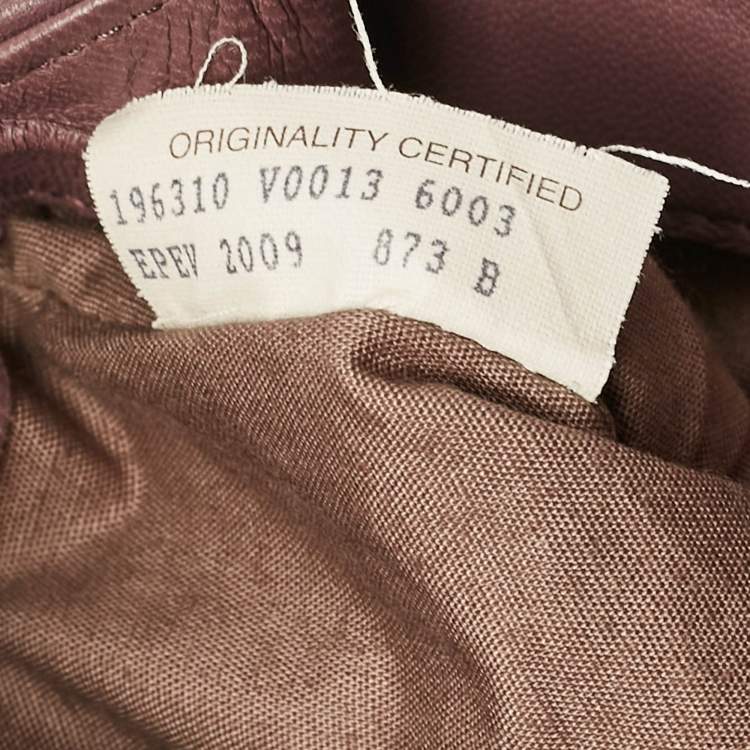 ORIGINALITY CERTIFIED
196310 V0013 6003
EPEV 2009 873 B